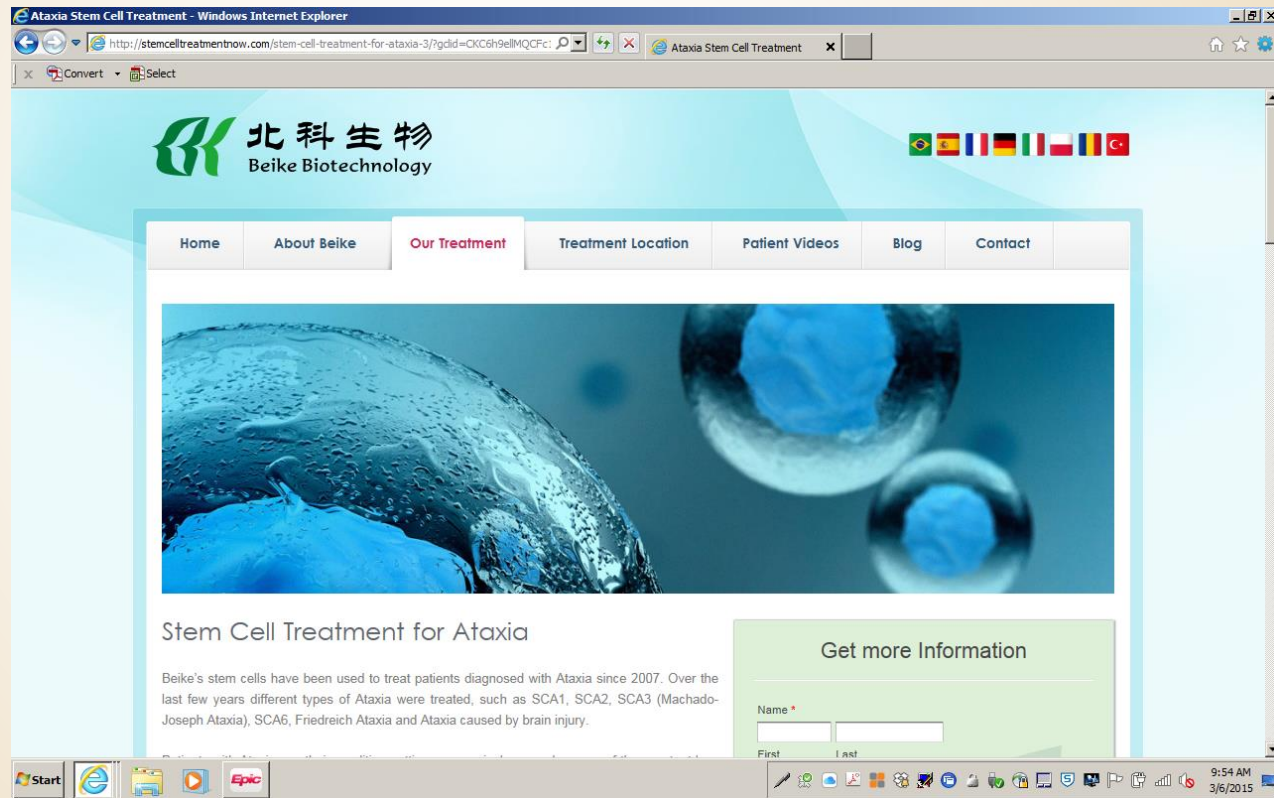 Ataxia Stem Cell Treatment - Windows Internet Explorer
http://stemcelltreatmentnow.com/stem-cell-treatment-for-ataxia-3/?gclid=CKC6h9ellMQCFc:
Ataxia Stem Cell Treatment
x Convert Select
北科生物
Beike Biotechnology
Home About Beike Our Treatment Treatment Location Patient Videos Blog Contact
Stem Cell Treatment for Ataxia
Beike's stem cells have been used to treat patients diagnosed with Ataxia since 2007. Over the
last few years different types of Ataxia were treated, such as SCA1, SCA2, SCA3 (Machado-
Joseph Ataxia), SCA6, Friedreich Ataxia and Ataxia caused by brain injury.
Get more Information
Name *
First Last
Start
Epic
9:54 AM
3/6/2015